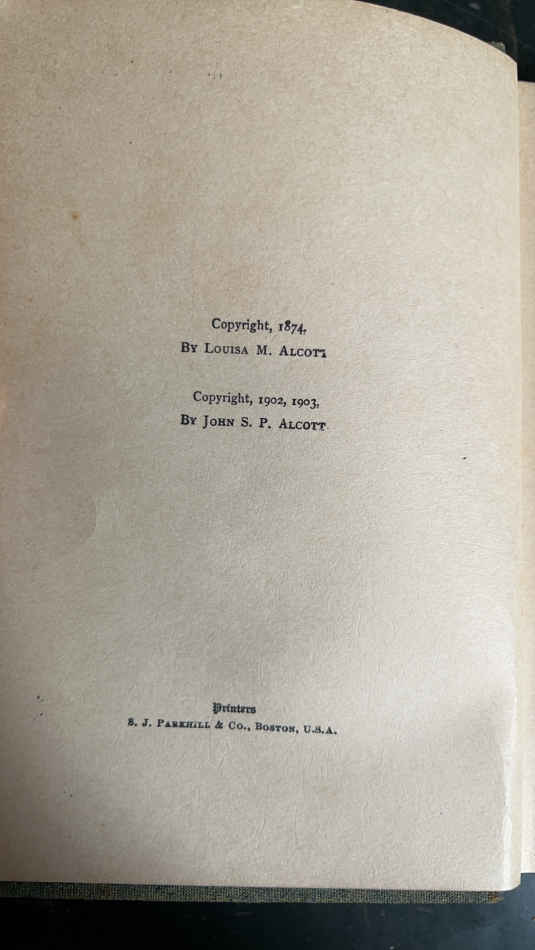 Copyright, 1874,
By Louisa M. Alcott
Copyright, 1902, 1903,
By John S. P. Alcott
Printers
S. J. Parkhill & Co., Boston, U.S.A.